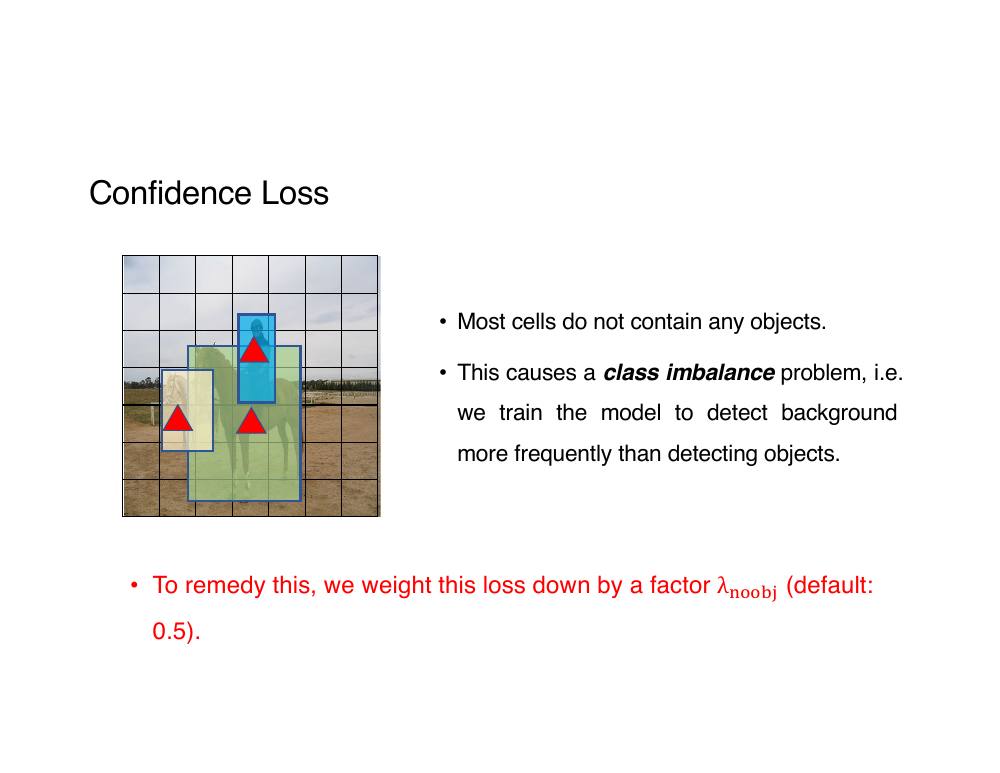 Confidence Loss
• Most cells do not contain any objects.
• This causes a class imbalance problem, i.e.
we train the model to detect background
more frequently than detecting objects.
• To remedy this, we weight this loss down by a factor λnoobj (default:
0.5).